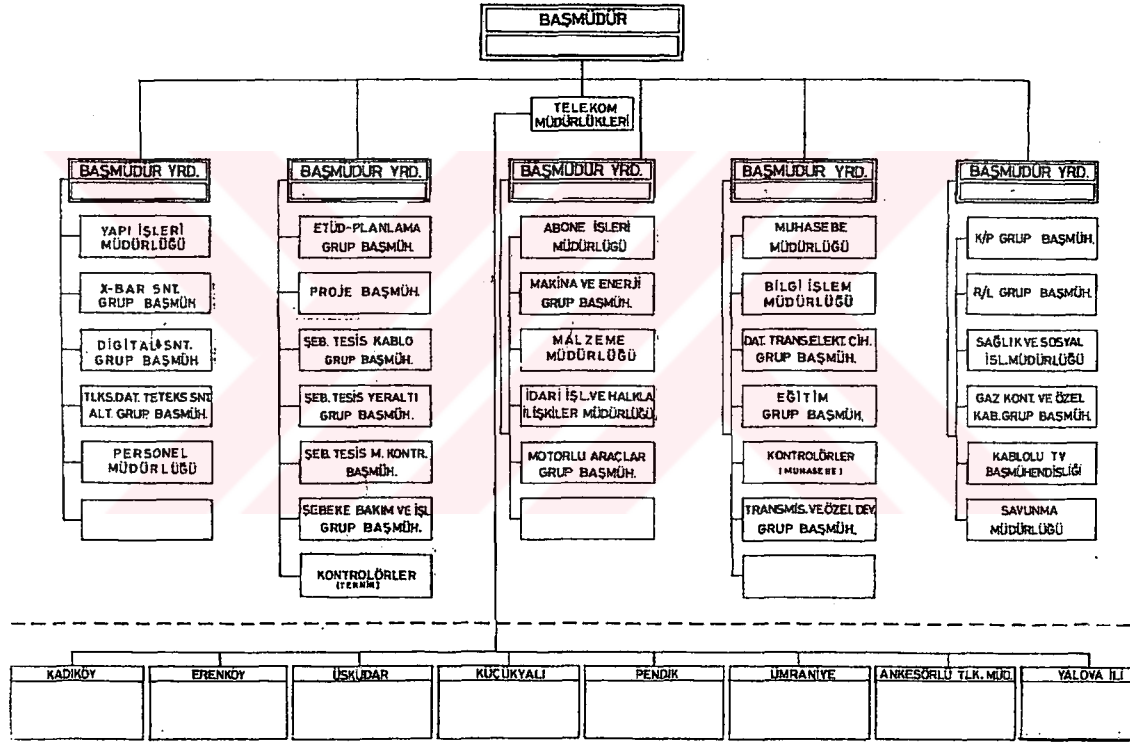 BAŞMÜDÜR
TELEKOM
MÜDÜRLÜKLERİ
BAŞMÜDÜR YRD.
YAPI İŞLERİ
MÜDÜRLÜĞÜ
X-BAR SNT.
GRUP BAŞMÜH
DİGİTAL SNT.
GRUP BAŞMÜH
TLKS.DAT. TETEKS SNT.
ALT. GRUP. BAŞMÜH.
PERSONEL
MÜDÜRLÜĞÜ
BAŞMÜDÜR YRD.
ETÜD-PLANLAMA
GRUP BAŞMÜH.
PROJE BAŞMÜH.
ŞEB. TESİS KABLO
GRUP BAŞMÜH.
ŞEB. TESİS YERALTI
GRUP BAŞMÜH.
ŞEB. TESİS M. KONTR.
BAŞMÜH.
ŞEBEKE BAKIM VE İŞL.
GRUP BAŞMÜH.
KONTROLÖRLER
BAŞMÜDÜR YRD.
ABONE İŞLERİ
MÜDÜRLÜGÜ
MAKİNA VE ENERJİ
GRUP BAŞMÜH.
MALZEME
MÜDÜRLÜĞÜ
İDARİ İŞL.VE HALKLA
İLİŞKİLER MÜDÜRLÜĞÜ
MOTORLU ARAÇLAR
GRUP BAŞMÜH.
BAŞMÜDÜR YRD.
MUHASEBE
MÜDÜRLÜĞÜ
BİLGİ İŞLEM
MÜDÜRLÜĞÜ
DAT. TRANS.ELEKT. CİH.
GRUP BAŞMÜH.
EĞİTİM
GRUP BAŞMÜH.
KONTROLÖRLER
(MUHASEBE)
TRANSMİS.VE ÖZEL DEV.
GRUP BAŞMÜH.
BAŞMÜDÜR YRD.
K/P GRUP BAŞMÜH.
R/L GRUP BAŞMÜH.
SAĞLIK VE SOSYAL
İŞL.MÜDÜRLÜĞÜ
GAZ KONT. VE ÖZEL
KAB.GRUP BAŞMÜH.
KABLOLU TV
BAŞMÜHENDİSLİĞİ
SAVUNMA
MÜDÜRLÜĞÜ
KADIKÖY
ERENKÖY
ÜSKÜDAR
KÜÇÜKYALI
PENDİK
ÜMRANİYE
ANKESÖRLÜ TLK. MÜD.
YALOVA İLİ